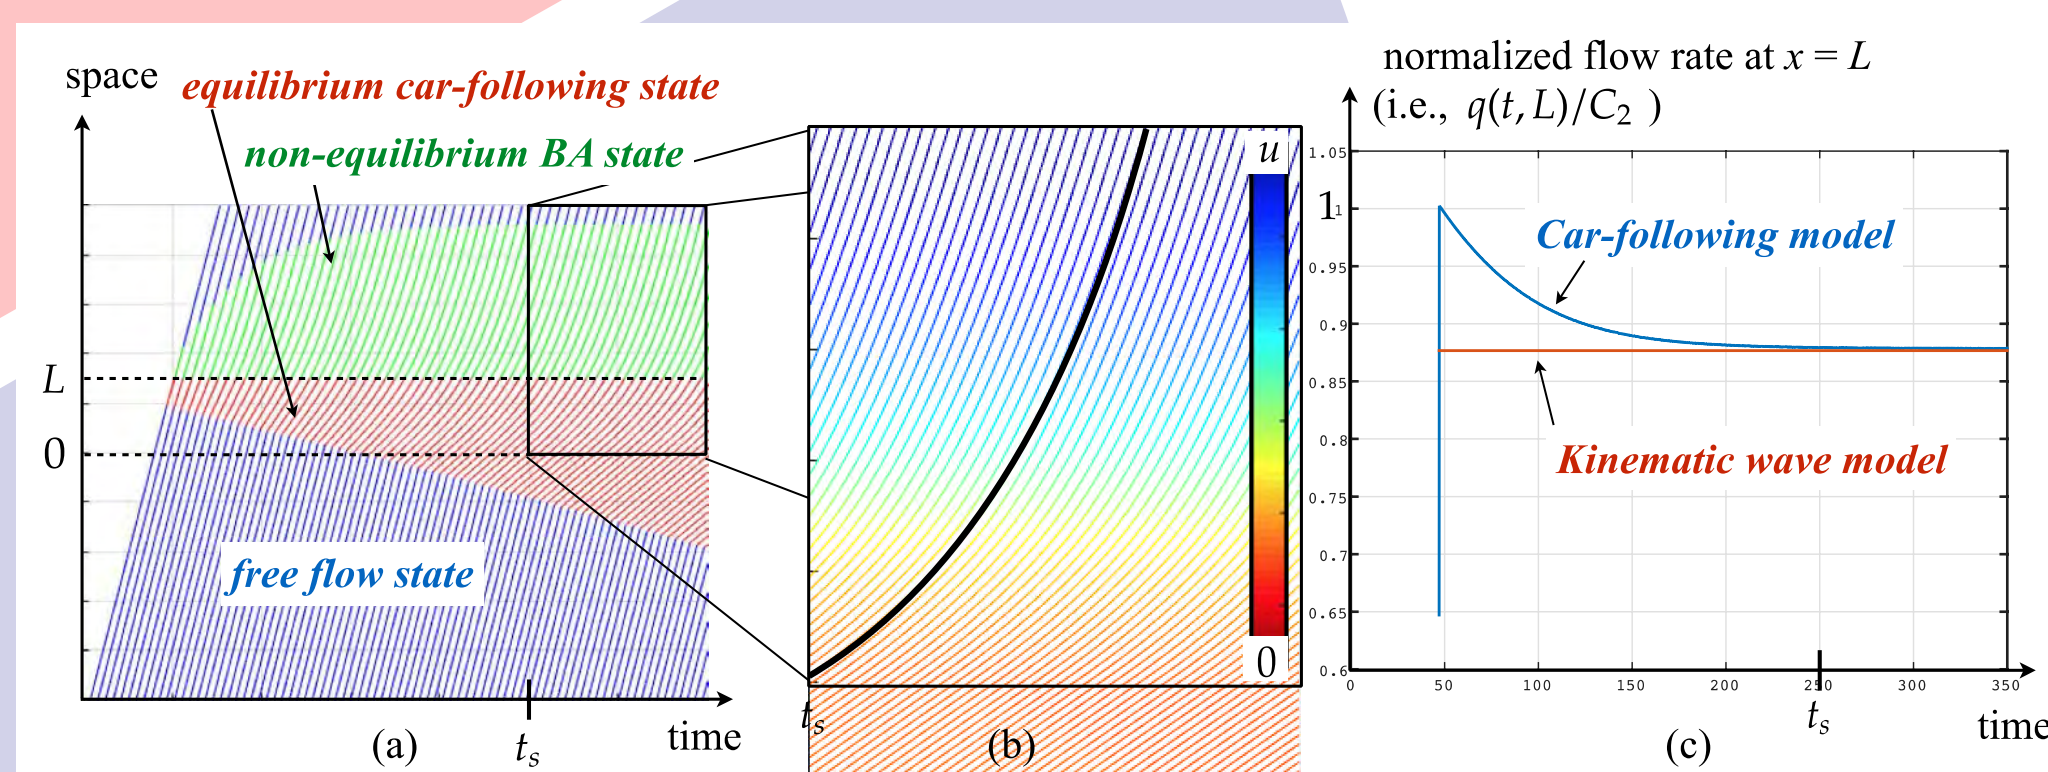 space
equilibrium car-following state
non-equilibrium BA state
L
0
free flow state
time
t_s
(a)
u
0
t_s
(b)
normalized flow rate at x = L
(i.e., q(t, L)/C₂ )
1.05
1
1
0.95
0.9
0.85
0.8
0.75
0.7
0.65
0.6
Car-following model
Kinematic wave model
0 50 100 150 200 250 300 350
t_s
time
(c)